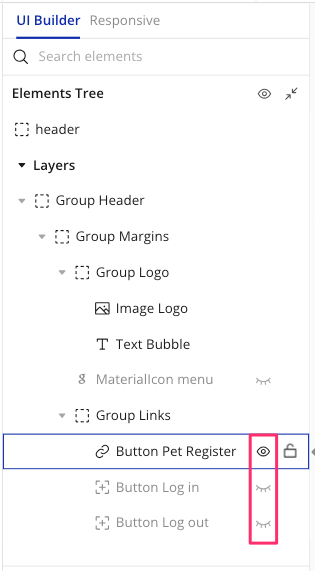 UI Builder Responsive
Search elements
Elements Tree
header
Layers
Group Header
Group Margins
Group Logo
Image Logo
Text Bubble
MaterialIcon menu
Group Links
Button Pet Register
Button Log in
Button Log out